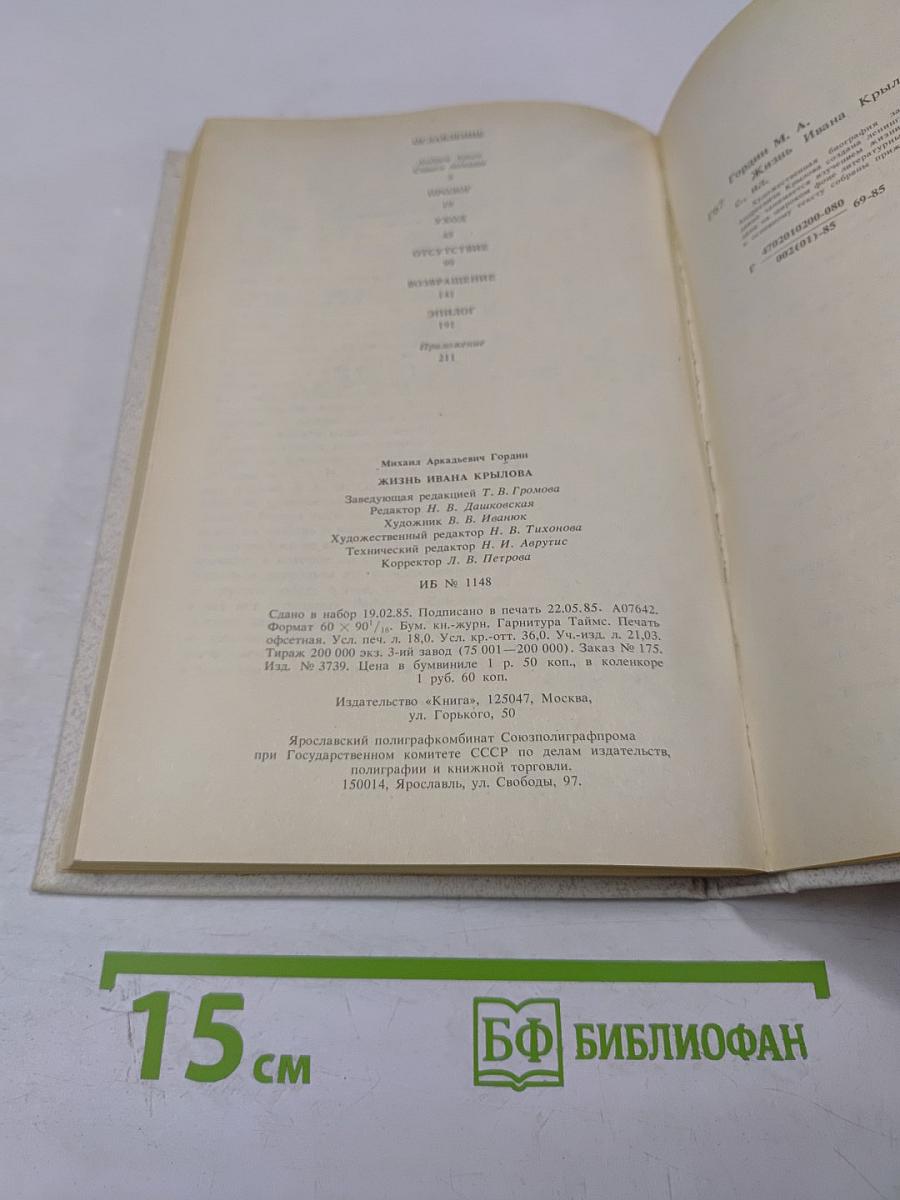 ОТСУТСТВИЕ
ВОЗВРАЩЕНИЕ
141
ЭПИЛОГ
191
Приложение
211
Михаил Аркадьевич Гордин
ЖИЗНЬ ИВАНА КРЫЛОВА
Заведующая редакцией Т. В. Громова
Редактор Н. В. Дашковская
Художник В. В. Иванюк
Художественный редактор Н. В. Тихонова
Технический редактор Н. И. Аврутис
Корректор Л. В. Петрова
ИБ № 1148
Сдано в набор 19.02.85. Подписано в печать 22.05.85. А07642.
Формат 60 × 90¹/₁₆. Бум. кн.-журн. Гарнитура Таймс. Печать
офсетная. Усл. печ. л. 18,0. Усл. кр.-отт. 36,0. Уч.-изд. л. 21,03.
Тираж 200 000 экз. 3-ий завод (75 001—200 000). Заказ № 175.
Изд. № 3739. Цена в бумвиниле 1 р. 50 коп., в коленкоре
1 руб. 60 коп.
Издательство «Книга», 125047, Москва,
ул. Горького, 50
Ярославский полиграфкомбинат Союзполиграфпрома
при Государственном комитете СССР по делам издательств,
полиграфии и книжной торговли.
150014, Ярославль, ул. Свободы, 97.
Гордин М. А.
Жизнь Ивана Крыл
с., ил.
Художественная биография
4702010200-080
Г 69-85
002(01)-85
15 см
БФ БИБЛИОФАН